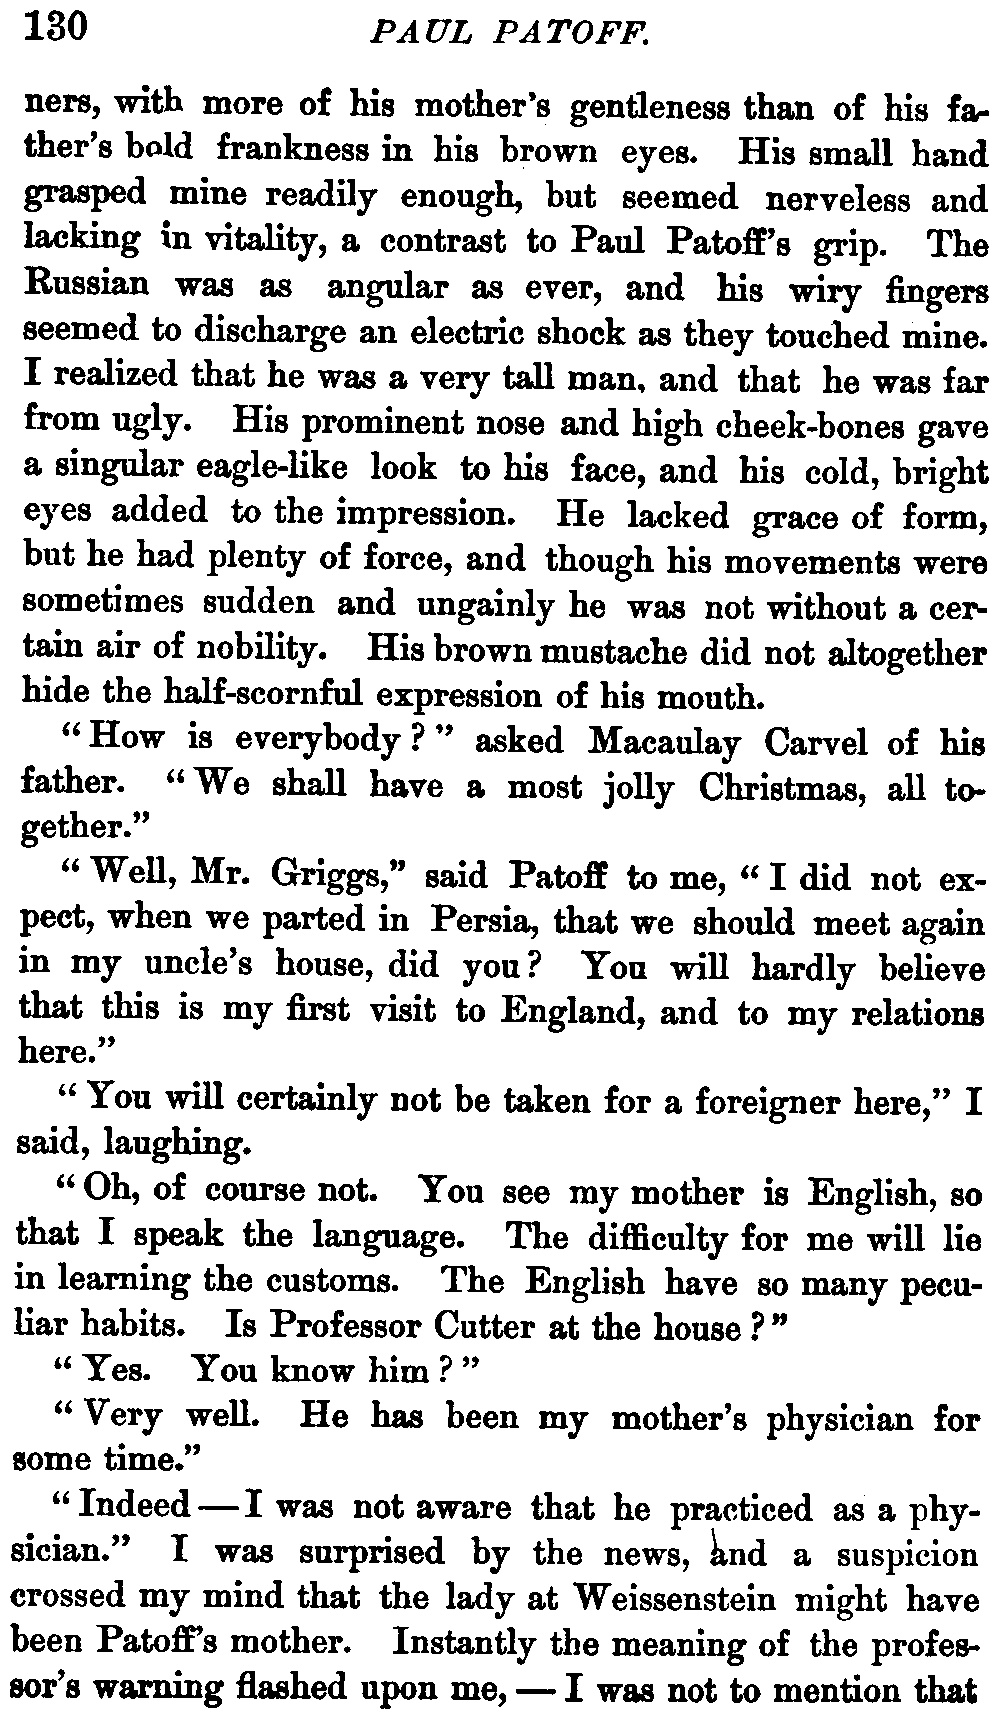 130 PAUL PATOFF.
ners, with more of his mother's gentleness than of his fa-
ther's bold frankness in his brown eyes. His small hand
grasped mine readily enough, but seemed nerveless and
lacking in vitality, a contrast to Paul Patoff's grip. The
Russian was as angular as ever, and his wiry fingers
seemed to discharge an electric shock as they touched mine.
I realized that he was a very tall man, and that he was far
from ugly. His prominent nose and high cheek-bones gave
a singular eagle-like look to his face, and his cold, bright
eyes added to the impression. He lacked grace of form,
but he had plenty of force, and though his movements were
sometimes sudden and ungainly he was not without a cer-
tain air of nobility. His brown mustache did not altogether
hide the half-scornful expression of his mouth.
"How is everybody?" asked Macaulay Carvel of his
father. "We shall have a most jolly Christmas, all to-
gether."
"Well, Mr. Griggs," said Patoff to me, "I did not ex-
pect, when we parted in Persia, that we should meet again
in my uncle's house, did you? You will hardly believe
that this is my first visit to England, and to my relations
here."
"You will certainly not be taken for a foreigner here," I
said, laughing.
"Oh, of course not. You see my mother is English, so
that I speak the language. The difficulty for me will lie
in learning the customs. The English have so many pecu-
liar habits. Is Professor Cutter at the house?"
"Yes. You know him?"
"Very well. He has been my mother's physician for
some time."
"Indeed — I was not aware that he practiced as a phy-
sician." I was surprised by the news, and a suspicion
crossed my mind that the lady at Weissenstein might have
been Patoff's mother. Instantly the meaning of the profes-
sor's warning flashed upon me, — I was not to mention that